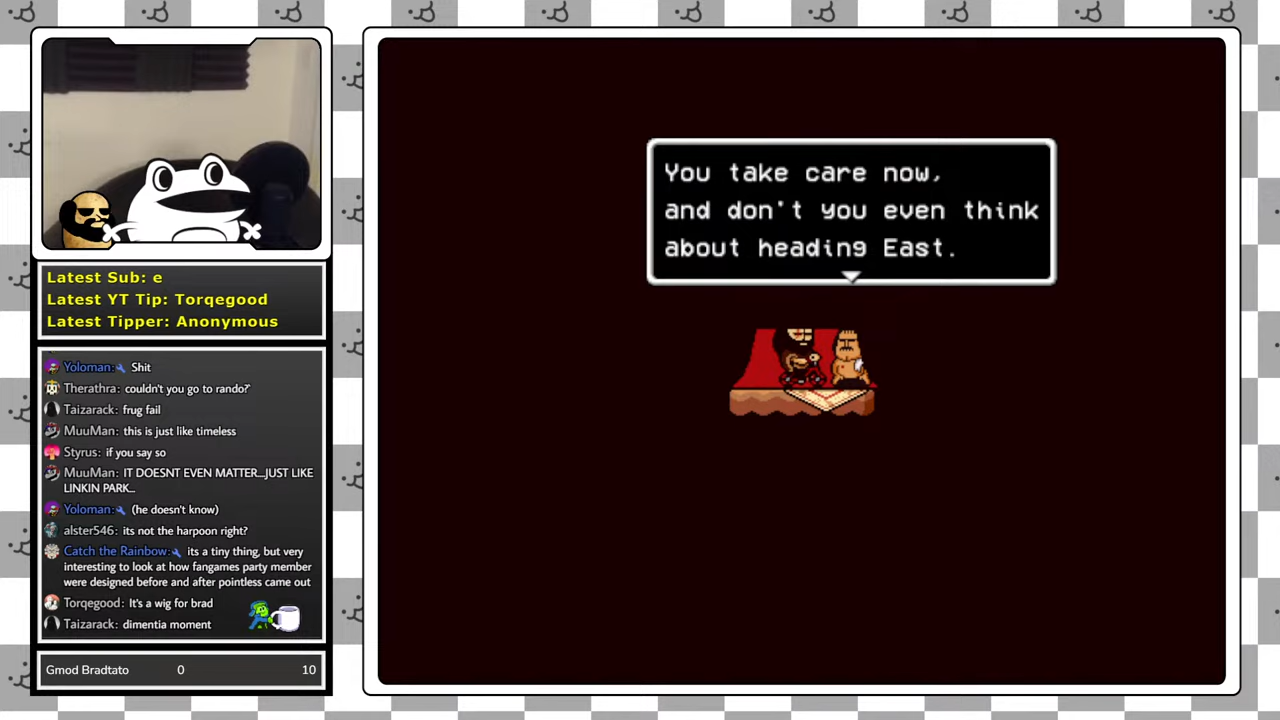 You take care now,
and don't you even think
about heading East.
Latest Sub: e
Latest YT Tip: Torqegood
Latest Tipper: Anonymous
Yoloman: Shit
Therathra: couldn't you go to rando?'
Taizarack: frug fail
MuuMan: this is just like timeless
Styrus: if you say so
MuuMan: IT DOESNT EVEN MATTER...JUST LIKE
LINKIN PARK...
Yoloman: (he doesn't know)
alster546: its not the harpoon right?
Catch the Rainbow: its a tiny thing, but very
interesting to look at how fangames party member
were designed before and after pointless came out
Torqegood: It's a wig for brad
Taizarack: dimentia moment
Gmod Bradtato 0 10